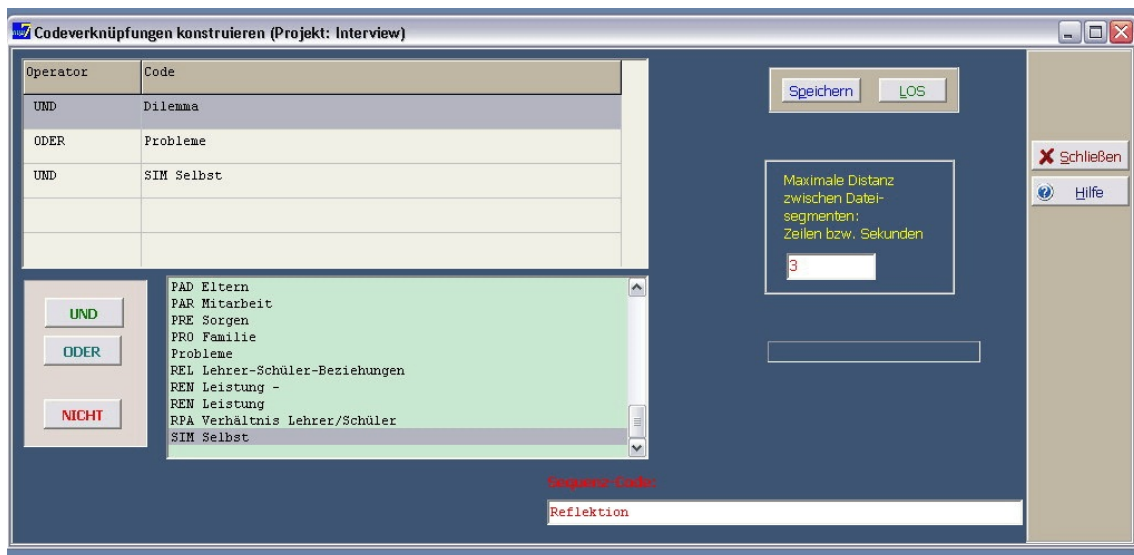 Codeverknüpfungen konstruieren (Projekt: Interview)
Operator Code
UND Dilemma
ODER Probleme
UND SIM Selbst
Speichern LOS
Schließen
Hilfe
Maximale Distanz
zwischen Datei-
segmenten:
Zeilen bzw. Sekunden
3
UND
ODER
NICHT
PAD Eltern
PAR Mitarbeit
PRE Sorgen
PRO Familie
Probleme
REL Lehrer-Schüler-Beziehungen
REN Leistung -
REN Leistung
RPA Verhältnis Lehrer/Schüler
SIM Selbst
Sequenz-Code:
Reflektion